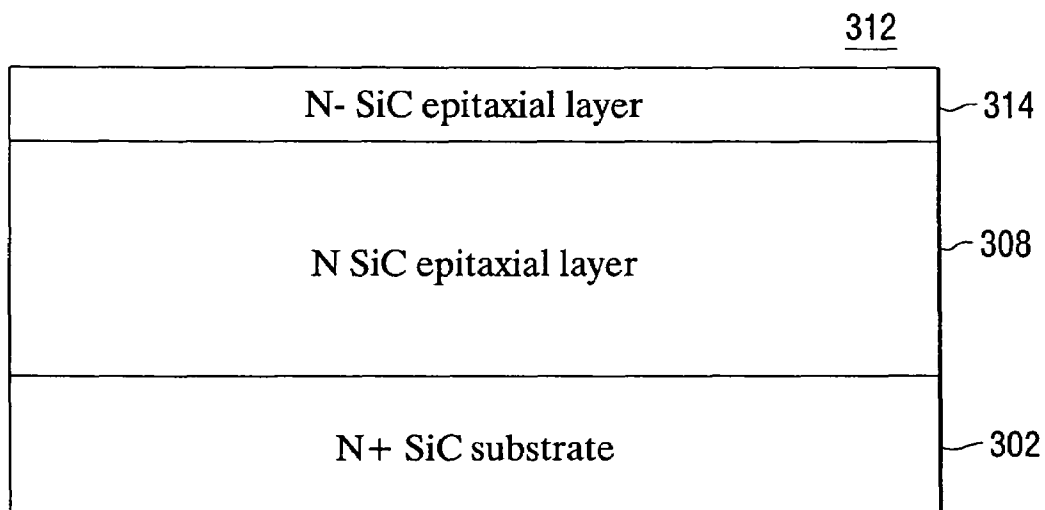 312
N- SiC epitaxial layer
314
N SiC epitaxial layer
308
N+ SiC substrate
302